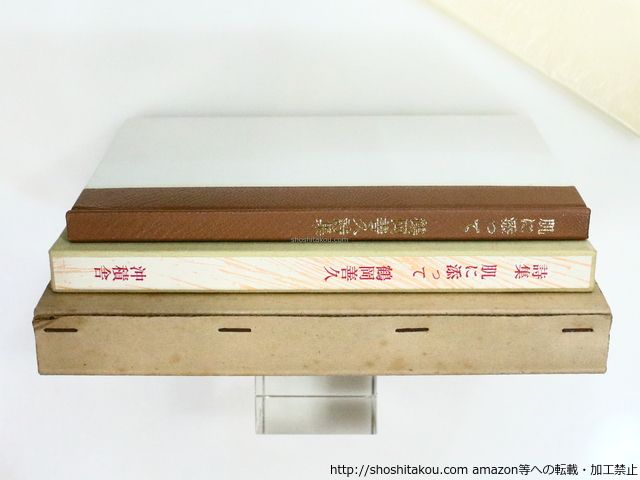 肌に添って 鶴岡善久詩集
shoshitakou.com
詩集 肌に添って 鶴岡善久 沖積舎
http://shoshitakou.com amazon等への転載・加工禁止